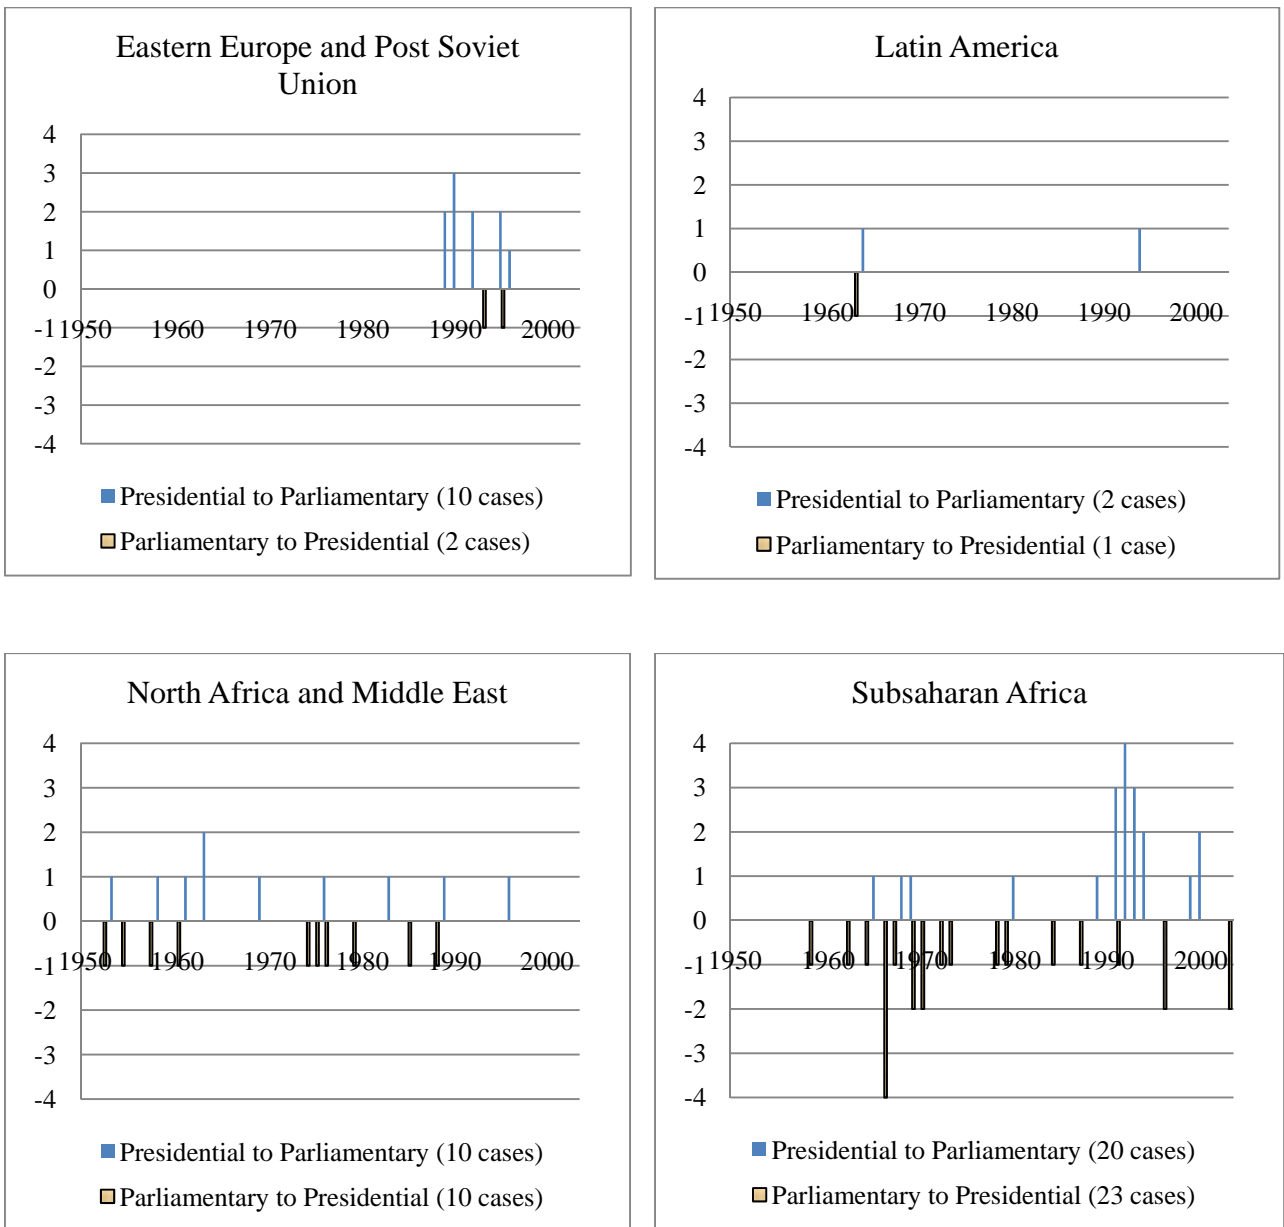 Eastern Europe and Post Soviet
Union
4
3
2
1
0
-1
-2
-3
-4
1950 1960 1970 1980 1990 2000
Presidential to Parliamentary (10 cases)
Parliamentary to Presidential (2 cases)
Latin America
4
3
2
1
0
-1
-2
-3
-4
1950 1960 1970 1980 1990 2000
Presidential to Parliamentary (2 cases)
Parliamentary to Presidential (1 case)
North Africa and Middle East
4
3
2
1
0
-1
-2
-3
-4
1950 1960 1970 1980 1990 2000
Presidential to Parliamentary (10 cases)
Parliamentary to Presidential (10 cases)
Subsaharan Africa
4
3
2
1
0
-1
-2
-3
-4
1950 1960 1970 1980 1990 2000
Presidential to Parliamentary (20 cases)
Parliamentary to Presidential (23 cases)